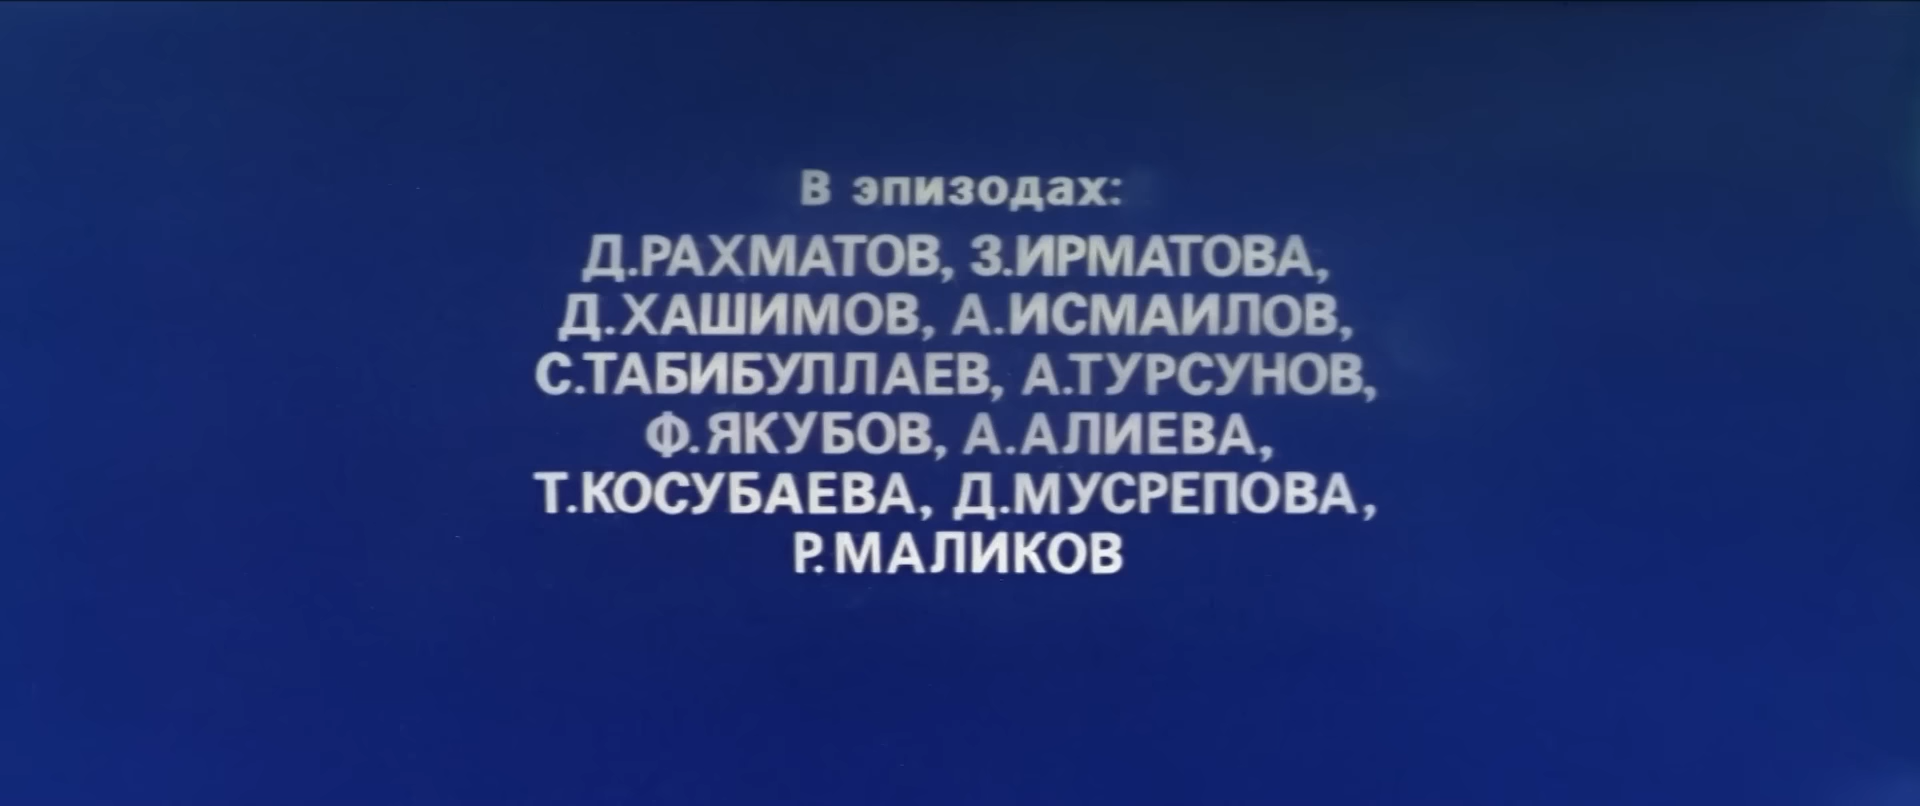 В эпизодах:
Д.РАХМАТОВ, З.ИРМАТОВА,
Д.ХАШИМОВ, А.ИСМАИЛОВ,
С.ТАБИБУЛЛАЕВ, А.ТУРСУНОВ,
Ф.ЯКУБОВ, А.АЛИЕВА,
Т.КОСУБАЕВА, Д.МУСРЕПОВА,
Р.МАЛИКОВ